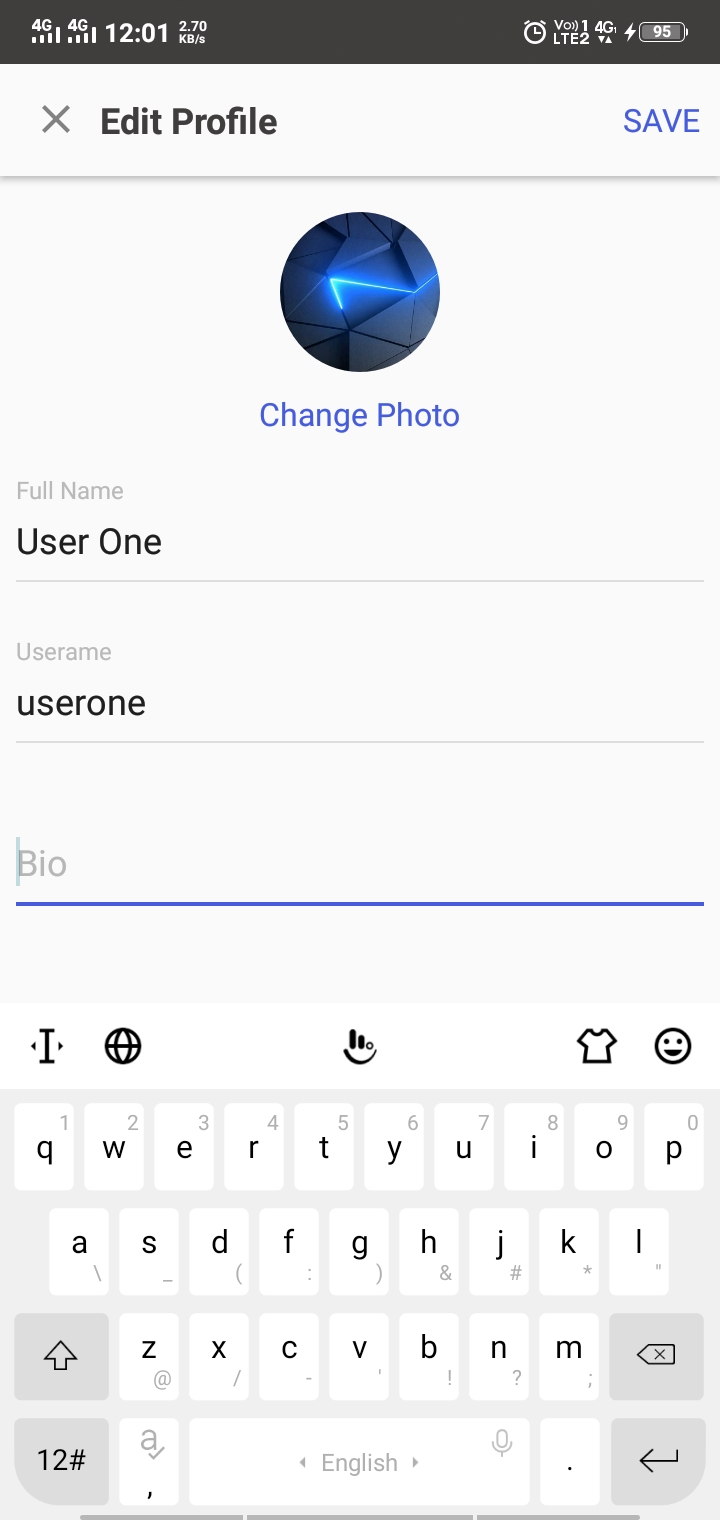 4G 4G 12:01 2.70 KB/s Vo)) 1 LTE2 4G 95
Edit Profile SAVE
Change Photo
Full Name
User One
Userame
userone
Bio
1 2 3 4 5 6 7 8 9 0
q w e r t y u i o p
a s d f g h j k l
\ _ ( : ) & # * "
z x c v b n m
@ / - ' ! ? ;
12# a , English .